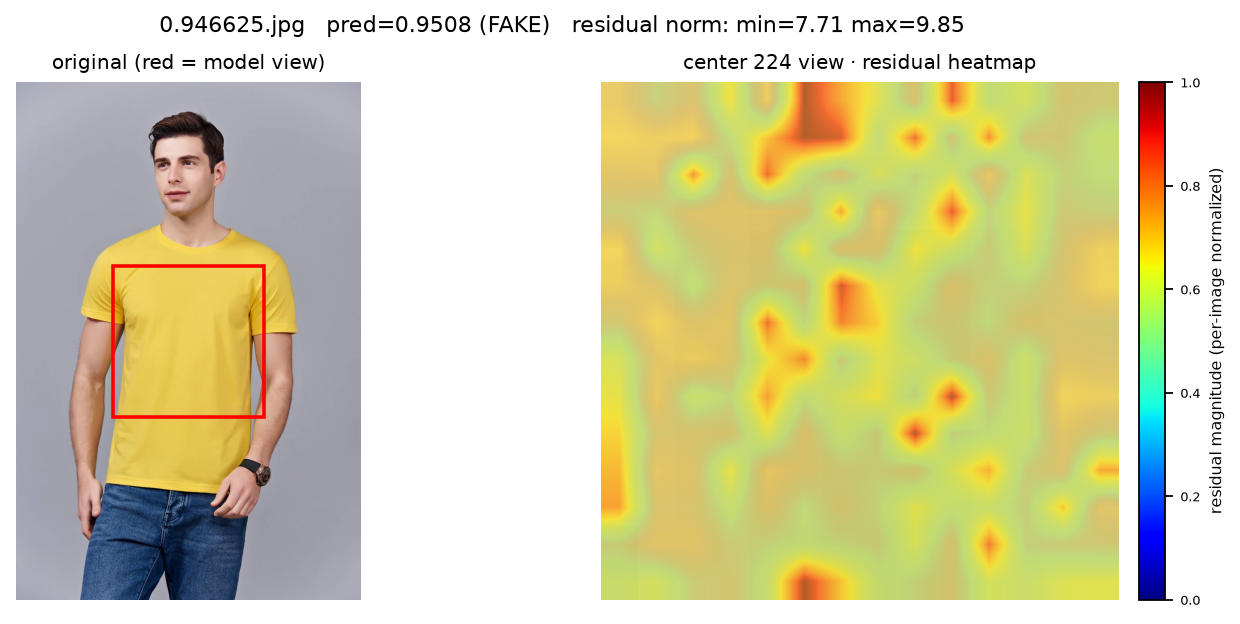 0.946625.jpg   pred=0.9508 (FAKE)   residual norm: min=7.71 max=9.85
original (red = model view)
center 224 view · residual heatmap
1.0
0.8
0.6
0.4
0.2
0.0
residual magnitude (per-image normalized)